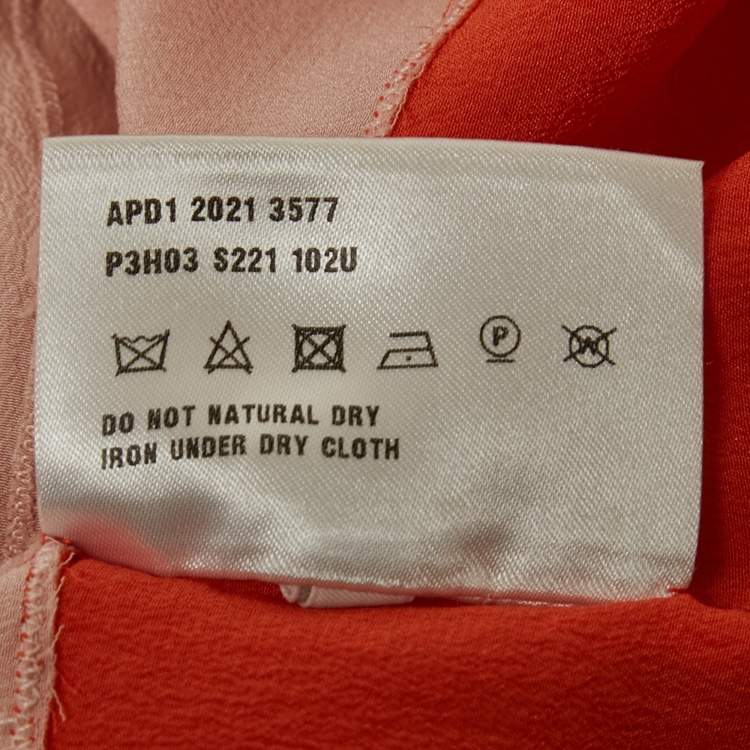 APD1 2021 3577
P3H03 S221 102U
P W
DO NOT NATURAL DRY
IRON UNDER DRY CLOTH